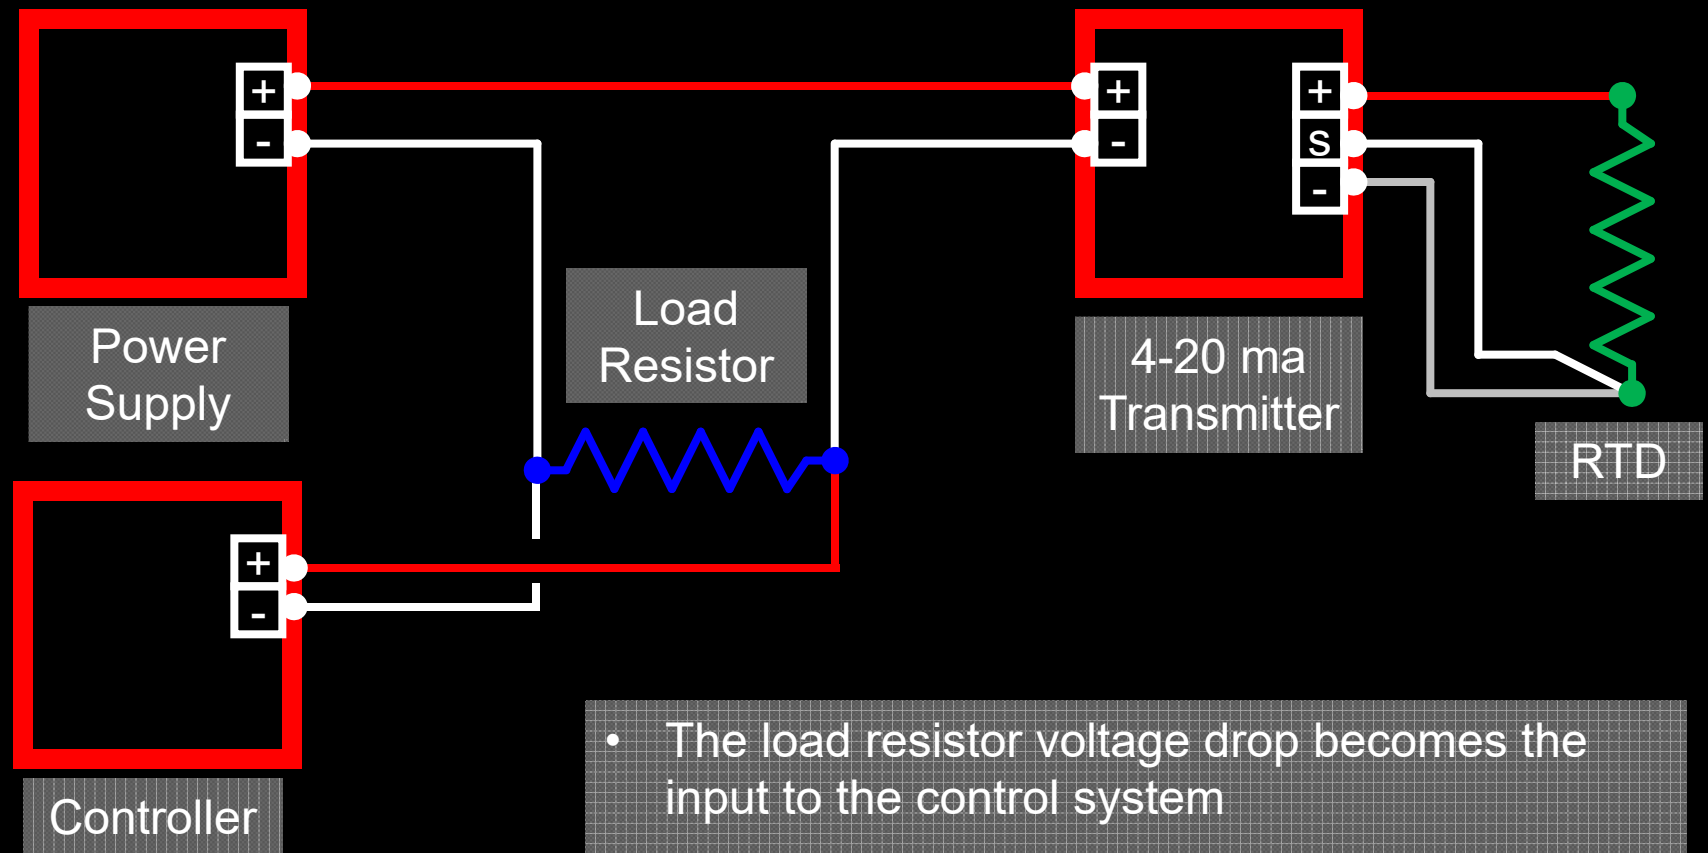 +
-
+
-
+
S
-
Load
Resistor
Power
Supply
4-20 ma
Transmitter
RTD
+
-
Controller
• The load resistor voltage drop becomes the
input to the control system